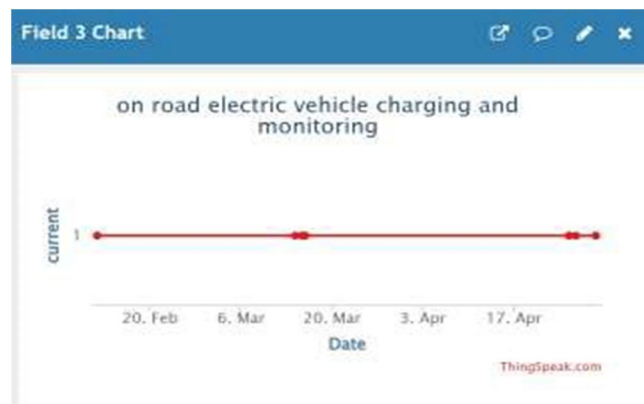 Field 3 Chart
on road electric vehicle charging and
monitoring
current
1
20. Feb 6. Mar 20. Mar 3. Apr 17. Apr
Date
ThingSpeak.com